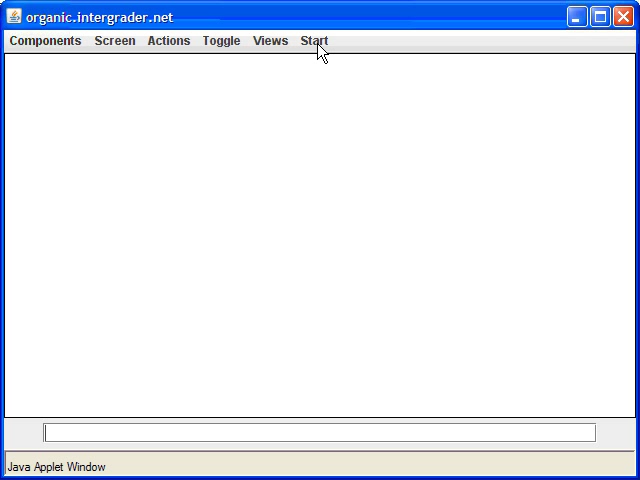 organic.intergrader.net
Components Screen Actions Toggle Views Start
Java Applet Window